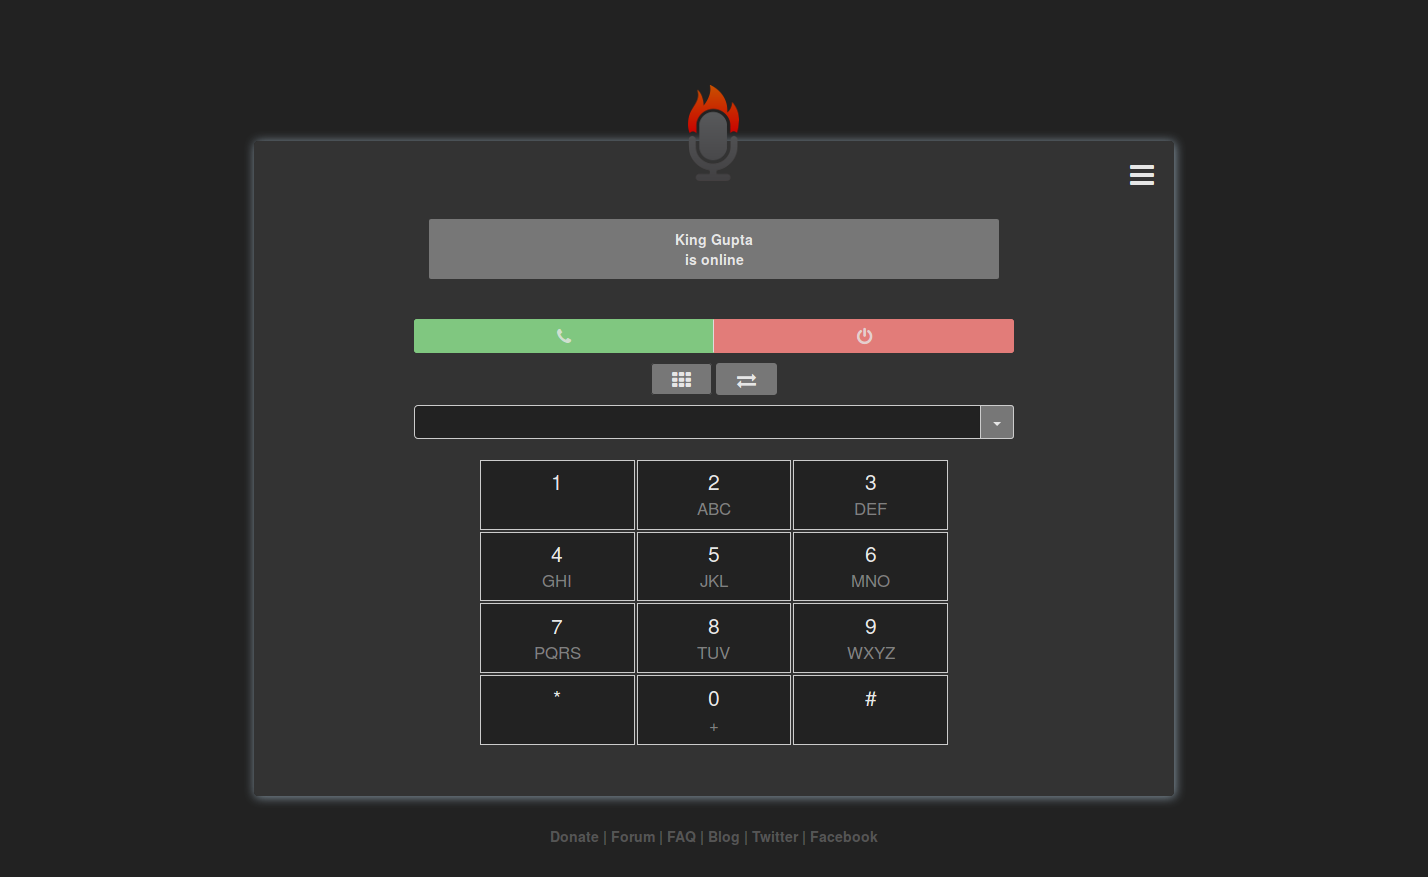 King Gupta
is online
1
2
ABC
3
DEF
4
GHI
5
JKL
6
MNO
7
PQRS
8
TUV
9
WXYZ
*
0
+
#
Donate | Forum | FAQ | Blog | Twitter | Facebook